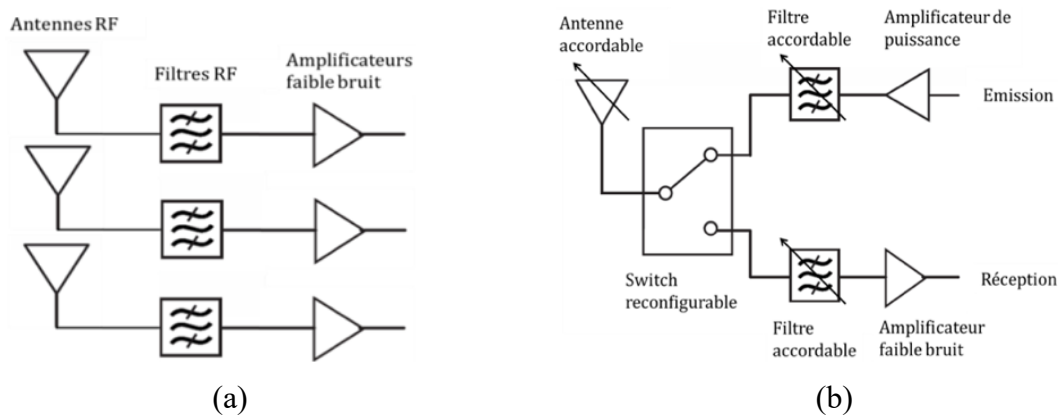 Antennes RF
Filtres RF
Amplificateurs
faible bruit
(a)
Antenne
accordable
Filtre
accordable
Amplificateur de
puissance
Emission
Switch
reconfigurable
Réception
Filtre
accordable
Amplificateur
faible bruit
(b)